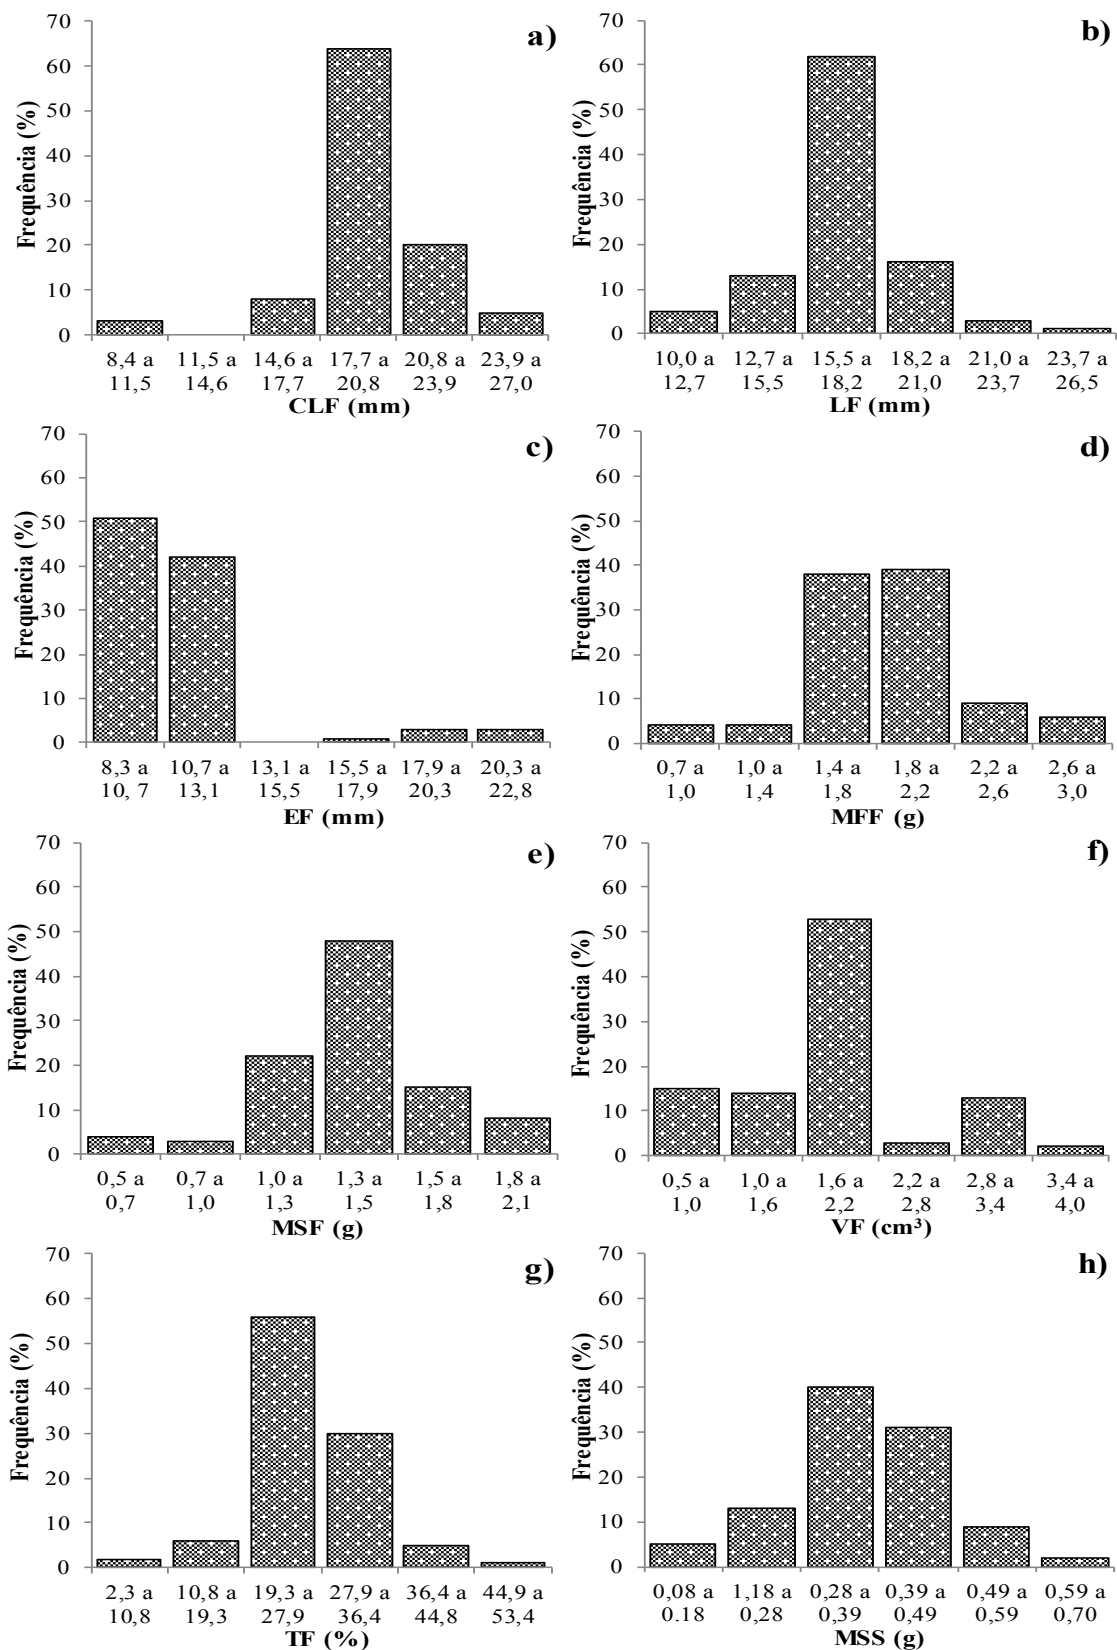 a)
Frequência (%)
70
60
50
40
30
20
10
0
8,4 a 11,5 a 14,6 a 17,7 a 20,8 a 23,9 a
11,5 14,6 17,7 20,8 23,9 27,0
CLF (mm)
b)
Frequência (%)
70
60
50
40
30
20
10
0
10,0 a 12,7 a 15,5 a 18,2 a 21,0 a 23,7 a
12,7 15,5 18,2 21,0 23,7 26,5
LF (mm)
c)
Frequência (%)
70
60
50
40
30
20
10
0
8,3 a 10,7 a 13,1 a 15,5 a 17,9 a 20,3 a
10, 7 13,1 15,5 17,9 20,3 22,8
EF (mm)
d)
Frequência (%)
70
60
50
40
30
20
10
0
0,7 a 1,0 a 1,4 a 1,8 a 2,2 a 2,6 a
1,0 1,4 1,8 2,2 2,6 3,0
MFF (g)
e)
Frequência (%)
70
60
50
40
30
20
10
0
0,5 a 0,7 a 1,0 a 1,3 a 1,5 a 1,8 a
0,7 1,0 1,3 1,5 1,8 2,1
MSF (g)
f)
Frequência (%)
70
60
50
40
30
20
10
0
0,5 a 1,0 a 1,6 a 2,2 a 2,8 a 3,4 a
1,0 1,6 2,2 2,8 3,4 4,0
VF (cm³)
g)
Frequência (%)
70
60
50
40
30
20
10
0
2,3 a 10,8 a 19,3 a 27,9 a 36,4 a 44,9 a
10,8 19,3 27,9 36,4 44,8 53,4
TF (%)
h)
Frequência (%)
70
60
50
40
30
20
10
0
0,08 a 1,18 a 0,28 a 0,39 a 0,49 a 0,59 a
0.18 0,28 0,39 0,49 0,59 0,70
MSS (g)